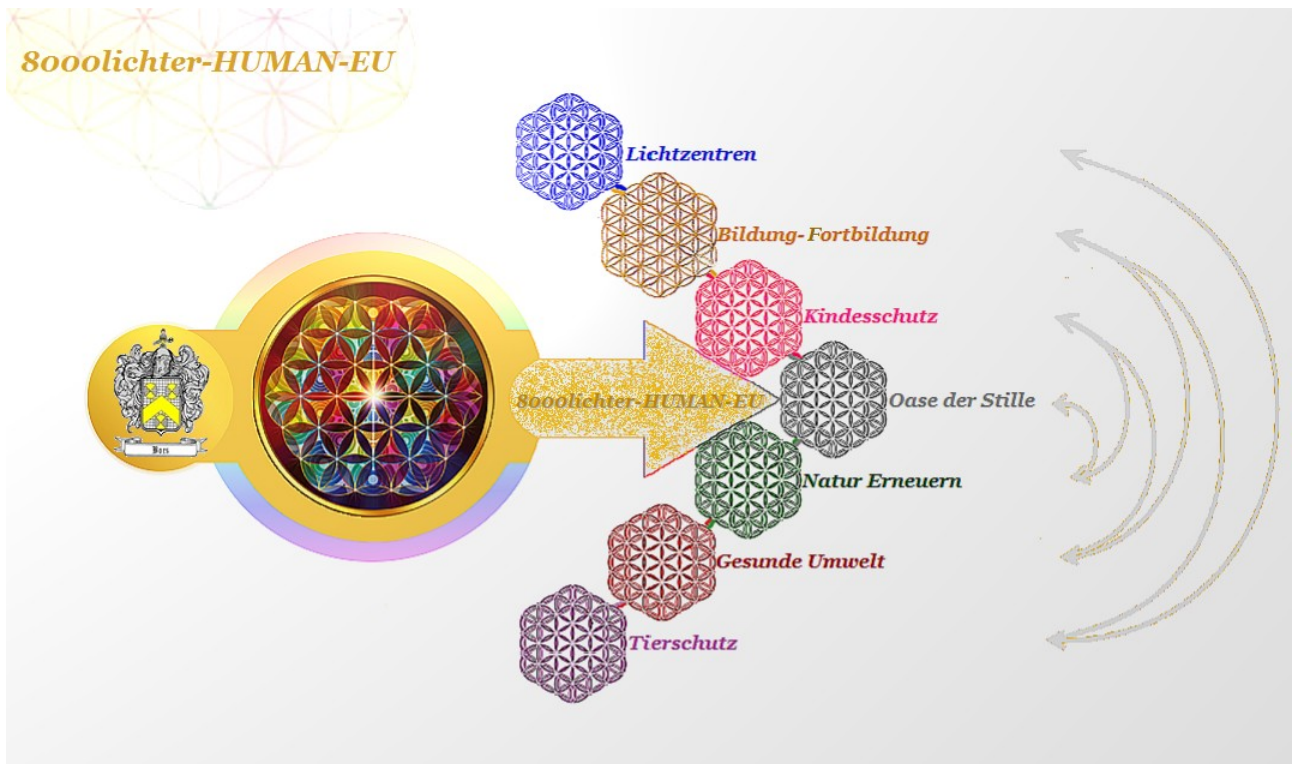 8000lichter-HUMAN-EU
Lichtzentren
Bildung-Fortbildung
Kindesschutz
8000lichter-HUMAN-EU
Oase der Stille
Natur Erneuern
Gesunde Umwelt
Tierschutz